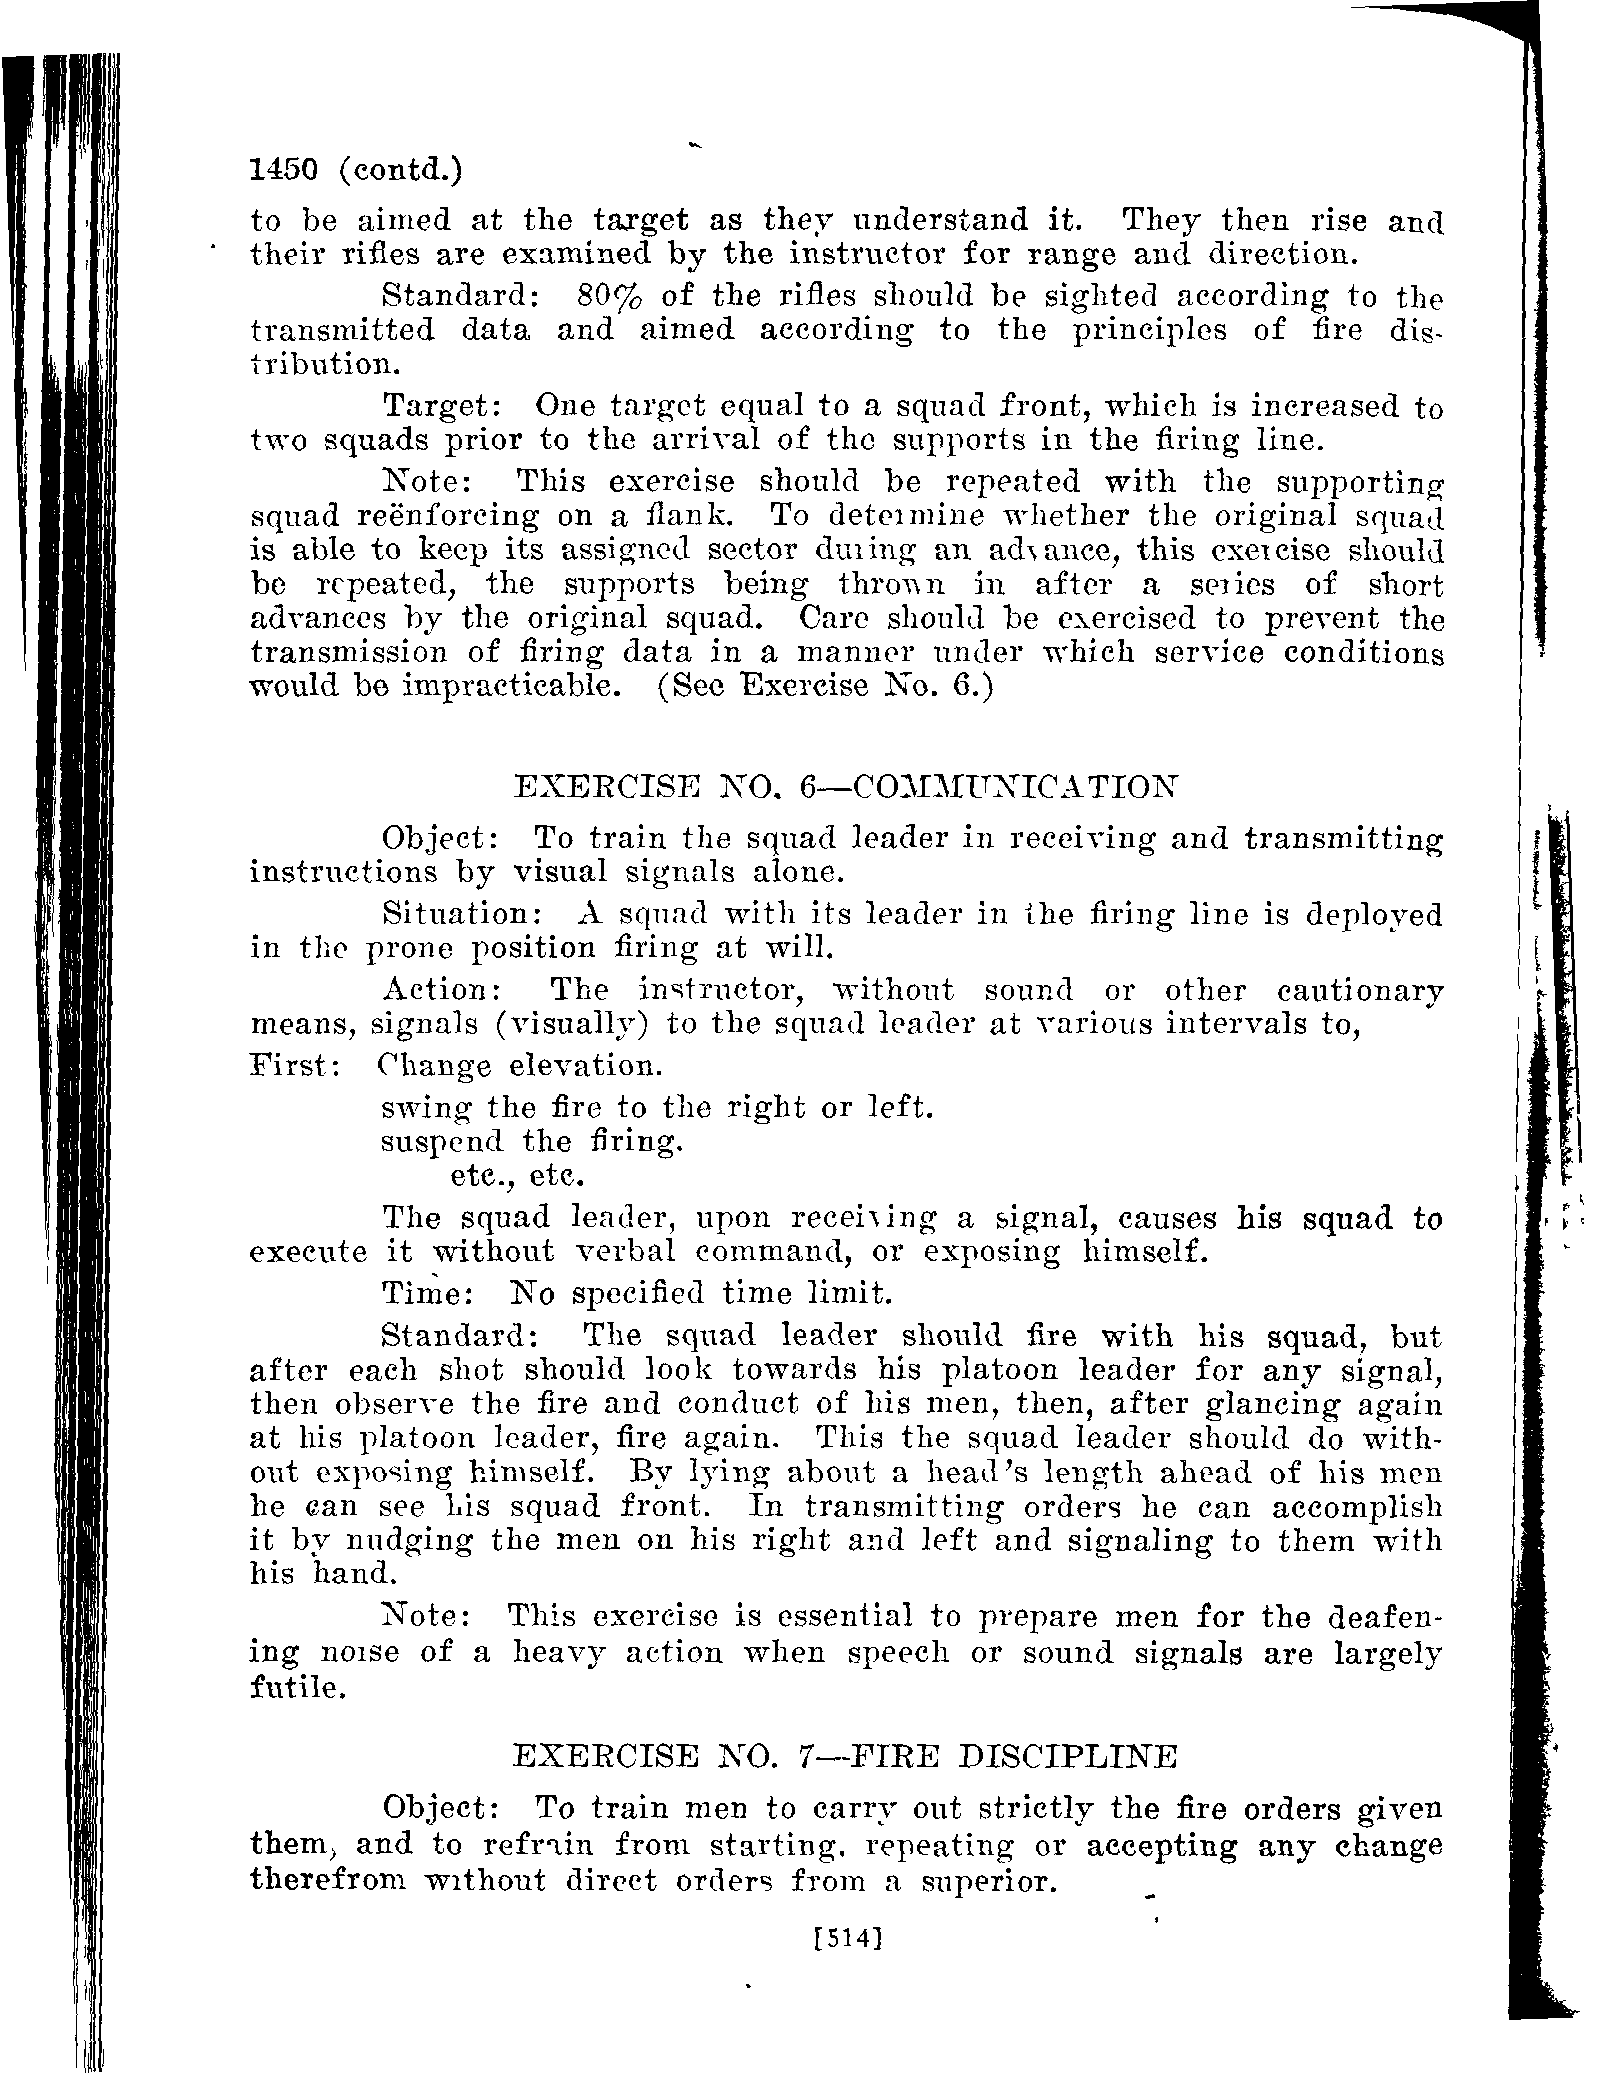 1450 (contd.)
to be aimed at the target as they understand it. They then rise and
their rifles are examined by the instructor for range and direction.
Standard: 80% of the rifles should be sighted according to the
transmitted data and aimed according to the principles of fire dis-
tribution.
Target: One target equal to a squad front, which is increased to
two squads prior to the arrival of the supports in the firing line.
Note: This exercise should be repeated with the supporting
squad reënforcing on a flank. To determine whether the original squad
is able to keep its assigned sector during an advance, this exercise should
be repeated, the supports being thrown in after a series of short
advances by the original squad. Care should be exercised to prevent the
transmission of firing data in a manner under which service conditions
would be impracticable. (See Exercise No. 6.)
EXERCISE NO. 6—COMMUNICATION
Object: To train the squad leader in receiving and transmitting
instructions by visual signals alone.
Situation: A squad with its leader in the firing line is deployed
in the prone position firing at will.
Action: The instructor, without sound or other cautionary
means, signals (visually) to the squad leader at various intervals to,
First: Change elevation.
swing the fire to the right or left.
suspend the firing.
etc., etc.
The squad leader, upon receiving a signal, causes his squad to
execute it without verbal command, or exposing himself.
Time: No specified time limit.
Standard: The squad leader should fire with his squad, but
after each shot should look towards his platoon leader for any signal,
then observe the fire and conduct of his men, then, after glancing again
at his platoon leader, fire again. This the squad leader should do with-
out exposing himself. By lying about a head's length ahead of his men
he can see his squad front. In transmitting orders he can accomplish
it by nudging the men on his right and left and signaling to them with
his hand.
Note: This exercise is essential to prepare men for the deafen-
ing noise of a heavy action when speech or sound signals are largely
futile.
EXERCISE NO. 7—FIRE DISCIPLINE
Object: To train men to carry out strictly the fire orders given
them, and to refrain from starting, repeating or accepting any change
therefrom without direct orders from a superior.
[514]